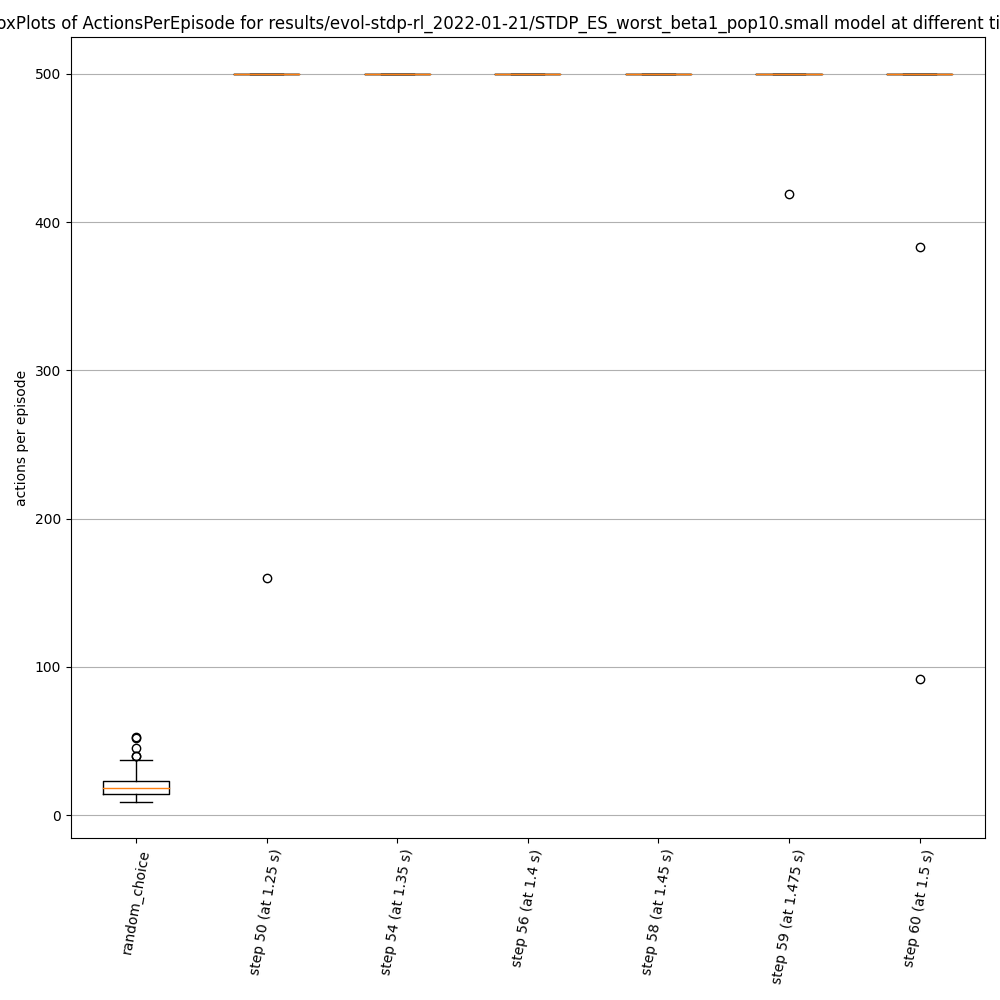 oxPlots of ActionsPerEpisode for results/evol-stdp-rl_2022-01-21/STDP_ES_worst_beta1_pop10.small model at different ti
500
400
300
200
100
0
actions per episode
random_choice
step 50 (at 1.25 s)
step 54 (at 1.35 s)
step 56 (at 1.4 s)
step 58 (at 1.45 s)
step 59 (at 1.475 s)
step 60 (at 1.5 s)